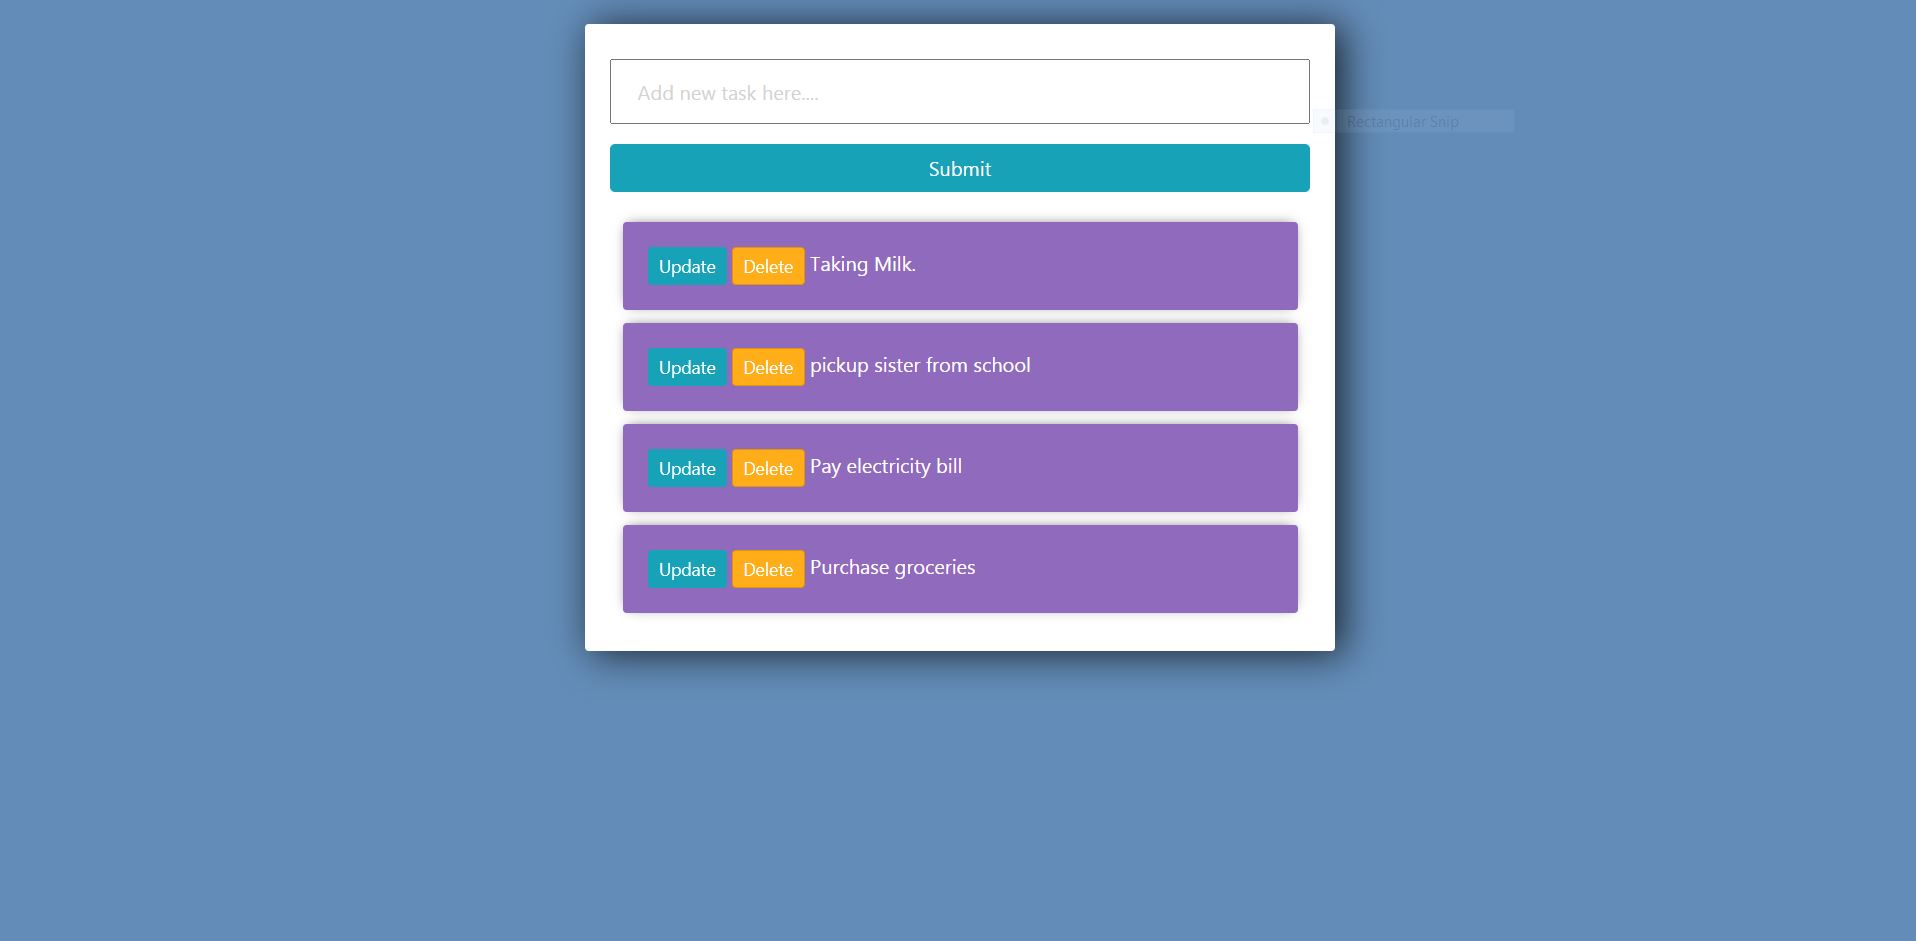 Add new task here....
Rectangular Snip
Submit
Update Delete Taking Milk.
Update Delete pickup sister from school
Update Delete Pay electricity bill
Update Delete Purchase groceries